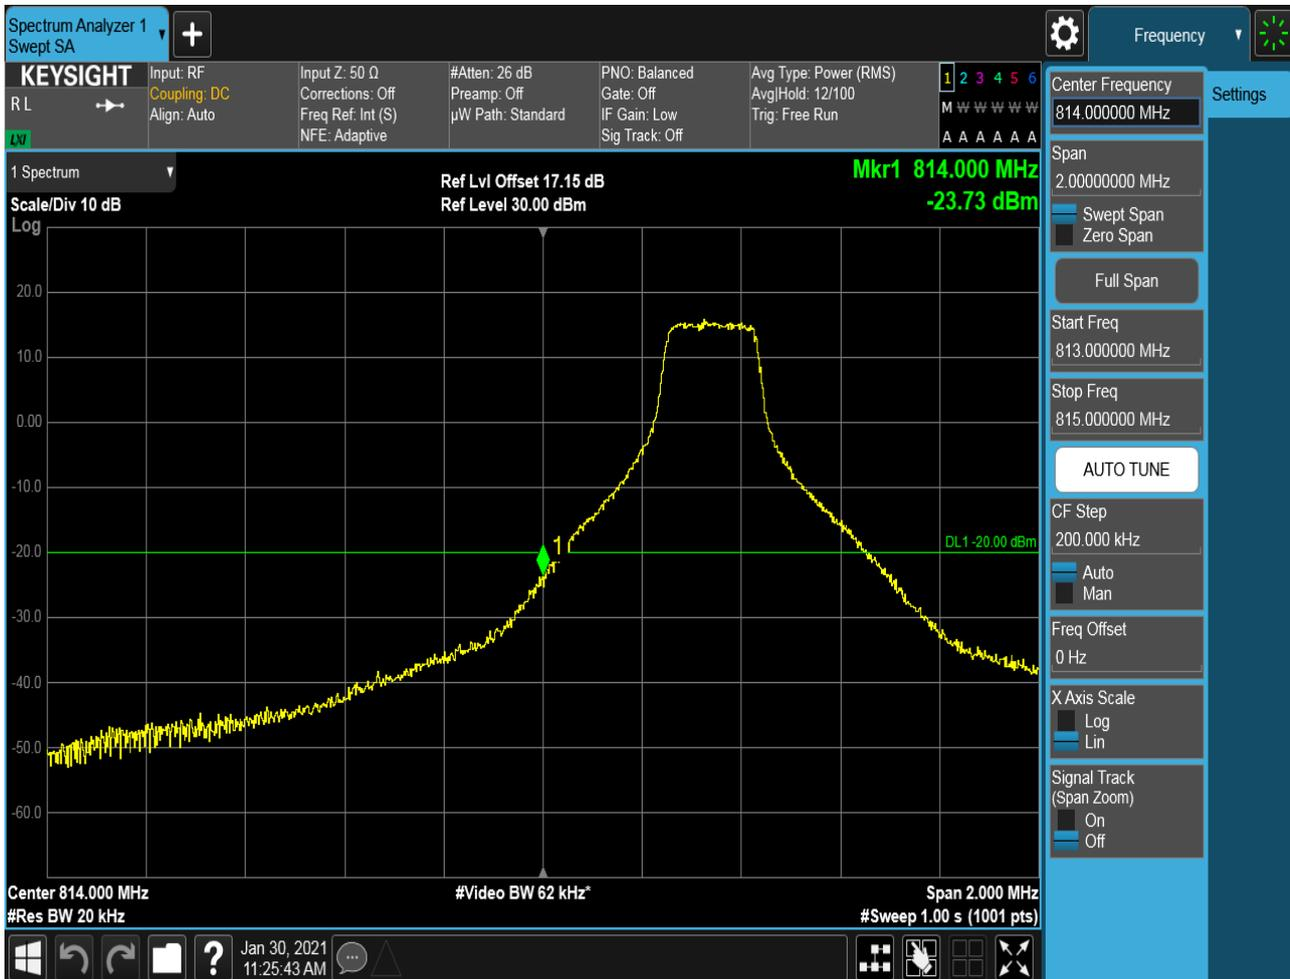 Spectrum Analyzer 1
Swept SA
+
Frequency
KEYSIGHT
R L
LXI
Input: RF
Coupling: DC
Align: Auto
Input Z: 50 Ω
Corrections: Off
Freq Ref: Int (S)
NFE: Adaptive
#Atten: 26 dB
Preamp: Off
µW Path: Standard
PNO: Balanced
Gate: Off
IF Gain: Low
Sig Track: Off
Avg Type: Power (RMS)
Avg|Hold: 12/100
Trig: Free Run
1 2 3 4 5 6
M W W W W W
A A A A A A
1 Spectrum
Scale/Div 10 dB
Log
Ref Lvl Offset 17.15 dB
Ref Level 30.00 dBm
Mkr1 814.000 MHz
-23.73 dBm
20.0
10.0
0.00
-10.0
-20.0
-30.0
-40.0
-50.0
-60.0
1
DL1 -20.00 dBm
Center 814.000 MHz
#Res BW 20 kHz
#Video BW 62 kHz*
Span 2.000 MHz
#Sweep 1.00 s (1001 pts)
Center Frequency
814.000000 MHz
Settings
Span
2.00000000 MHz
Swept Span
Zero Span
Full Span
Start Freq
813.000000 MHz
Stop Freq
815.000000 MHz
AUTO TUNE
CF Step
200.000 kHz
Auto
Man
Freq Offset
0 Hz
X Axis Scale
Log
Lin
Signal Track
(Span Zoom)
On
Off
?
Jan 30, 2021
11:25:43 AM